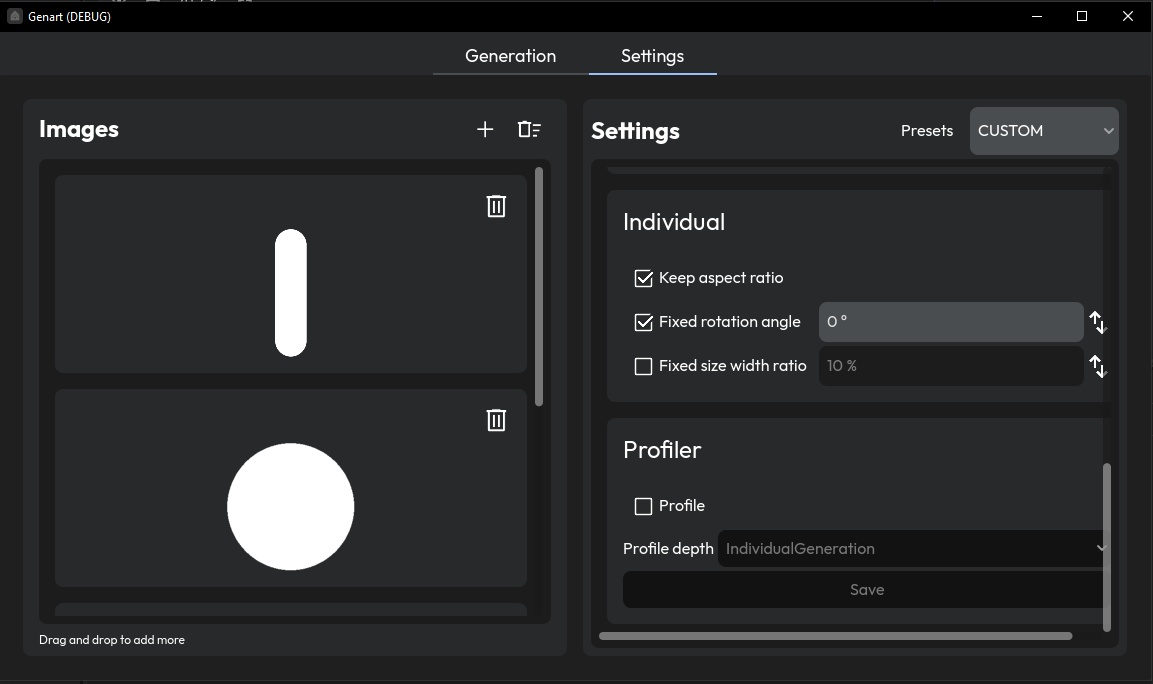 Genart (DEBUG)
Generation
Settings
Images
Drag and drop to add more
Settings
Presets
CUSTOM
Individual
Keep aspect ratio
Fixed rotation angle
0 °
Fixed size width ratio
10 %
Profiler
Profile
Profile depth
IndividualGeneration
Save